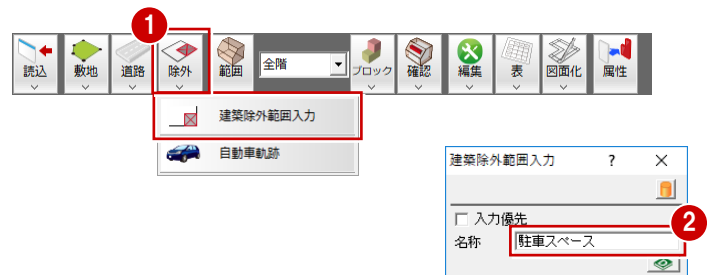 1
読込 敷地 道路 除外 範囲 全階 ブロック 確認 編集 表 図面化 属性
建築除外範囲入力
自動車軌跡
建築除外範囲入力 ? ×
入力優先
2
名称 駐車スペース